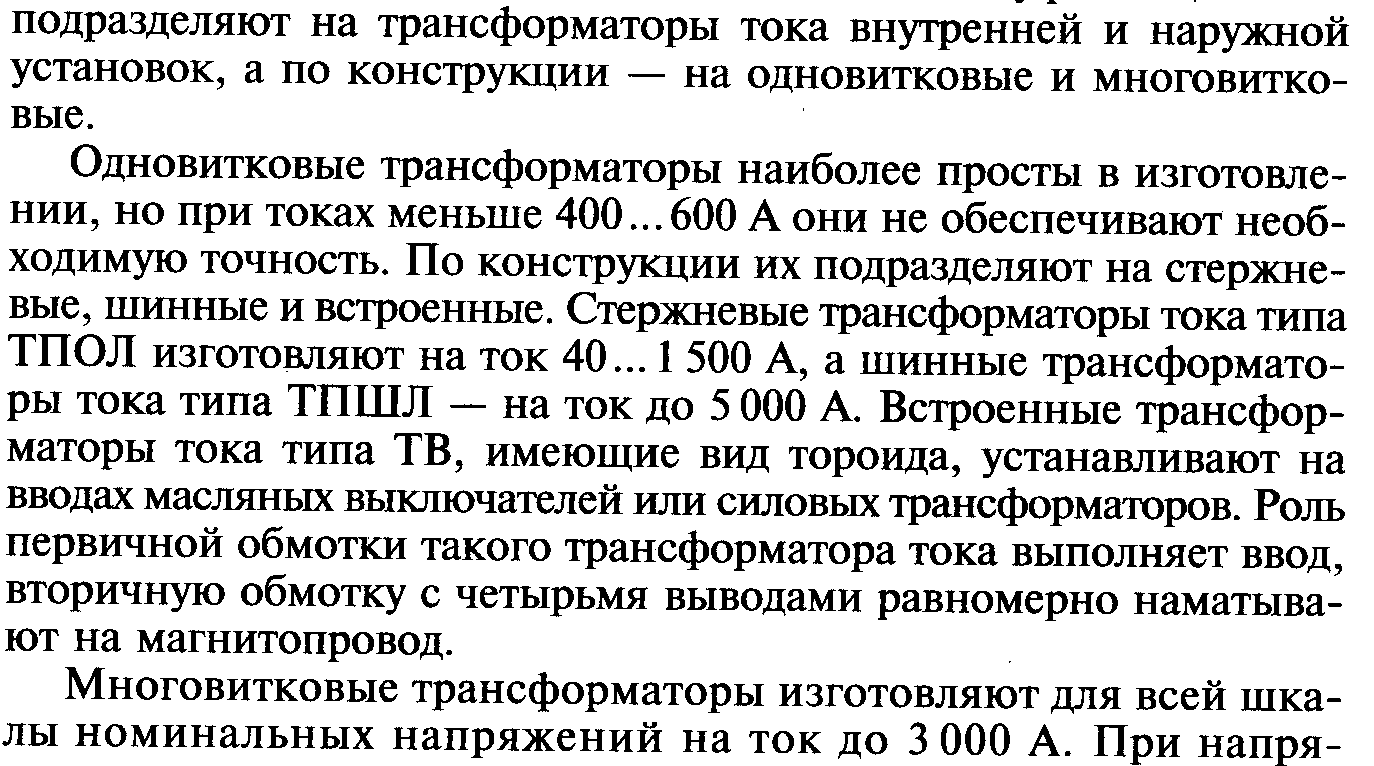 подразделяют на трансформаторы тока внутренней и наружной
установок, а по конструкции — на одновитковые и многовитко-
вые.
Одновитковые трансформаторы наиболее просты в изготовле-
нии, но при токах меньше 400...600 А они не обеспечивают необ-
ходимую точность. По конструкции их подразделяют на стержне-
вые, шинные и встроенные. Стержневые трансформаторы тока типа
ТПОЛ изготовляют на ток 40...1 500 А, а шинные трансформато-
ры тока типа ТПШЛ — на ток до 5 000 А. Встроенные трансфор-
маторы тока типа ТВ, имеющие вид тороида, устанавливают на
вводах масляных выключателей или силовых трансформаторов. Роль
первичной обмотки такого трансформатора тока выполняет ввод,
вторичную обмотку с четырьмя выводами равномерно наматыва-
ют на магнитопровод.
Многовитковые трансформаторы изготовляют для всей шка-
лы номинальных напряжений на ток до 3 000 А. При напря-